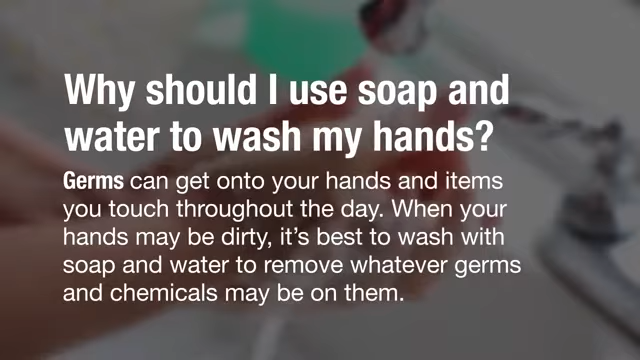 Why should I use soap and
water to wash my hands?
Germs can get onto your hands and items
you touch throughout the day. When your
hands may be dirty, it’s best to wash with
soap and water to remove whatever germs
and chemicals may be on them.